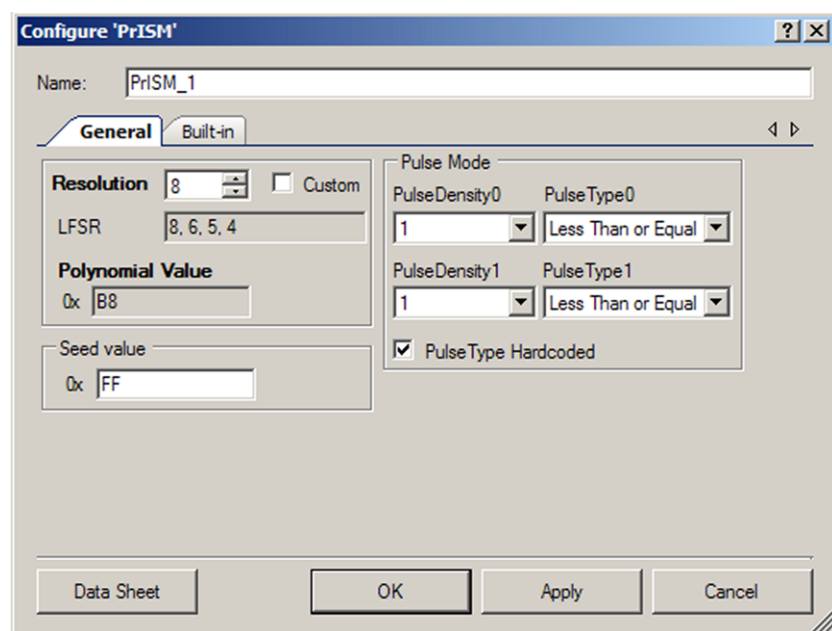 Configure 'PrISM'
Name: PrISM_1
General Built-in
Resolution 8 Custom
LFSR 8, 6, 5, 4
Polynomial Value
0x B8
Seed value
0x FF
Pulse Mode
PulseDensity0 PulseType0
1 Less Than or Equal
PulseDensity1 PulseType1
1 Less Than or Equal
PulseType Hardcoded
Data Sheet OK Apply Cancel